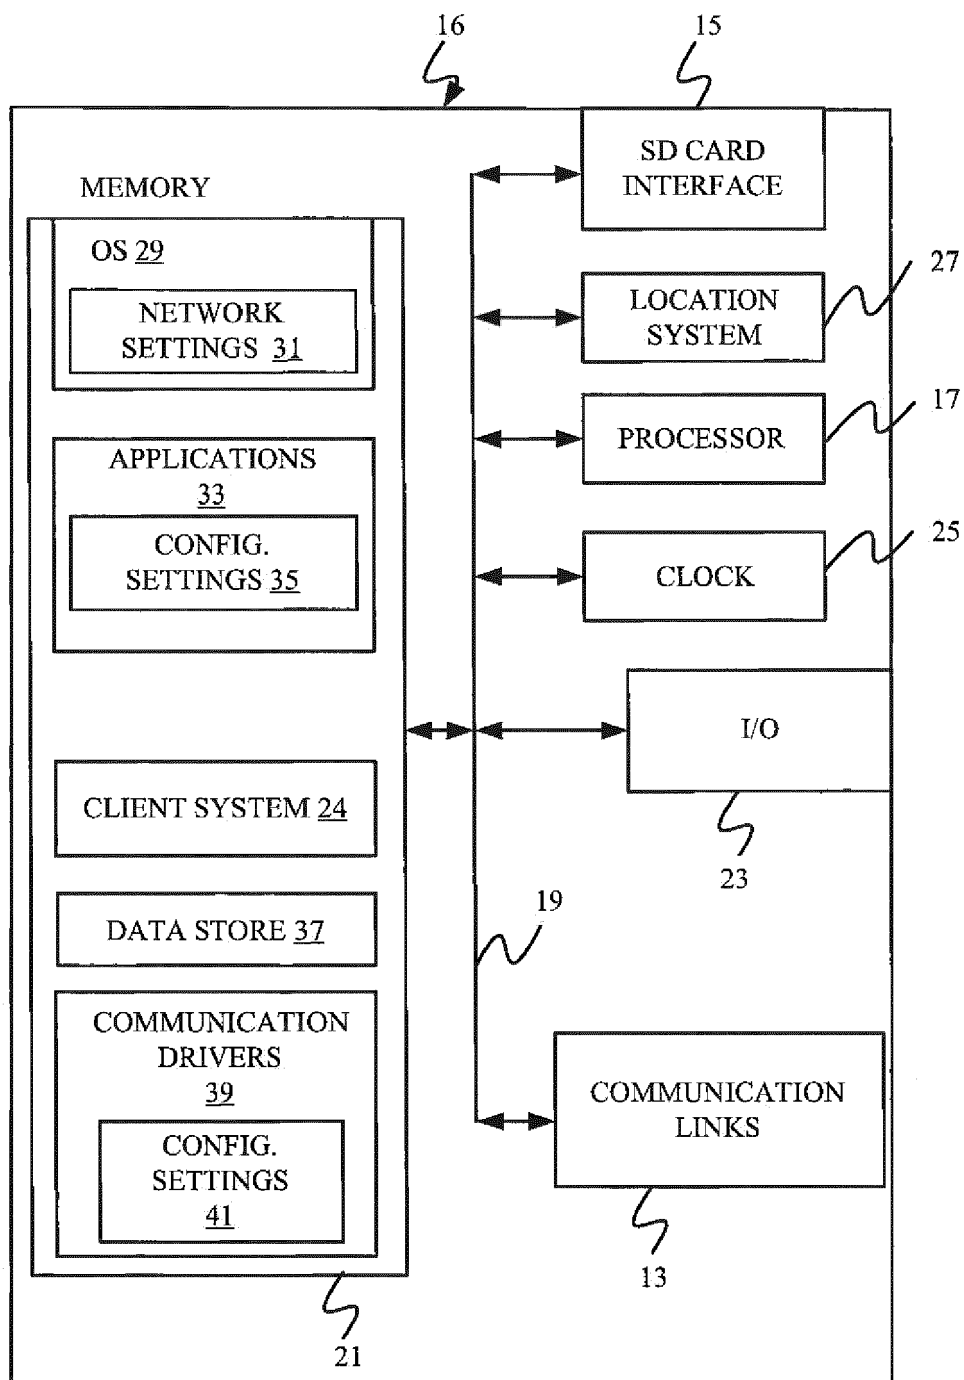 16
15
SD CARD
INTERFACE
MEMORY
OS 29
NETWORK
SETTINGS 31
27
LOCATION
SYSTEM
17
PROCESSOR
APPLICATIONS
33
CONFIG.
SETTINGS 35
25
CLOCK
I/O
CLIENT SYSTEM 24
23
19
DATA STORE 37
COMMUNICATION
DRIVERS
39
CONFIG.
SETTINGS
41
COMMUNICATION
LINKS
13
21